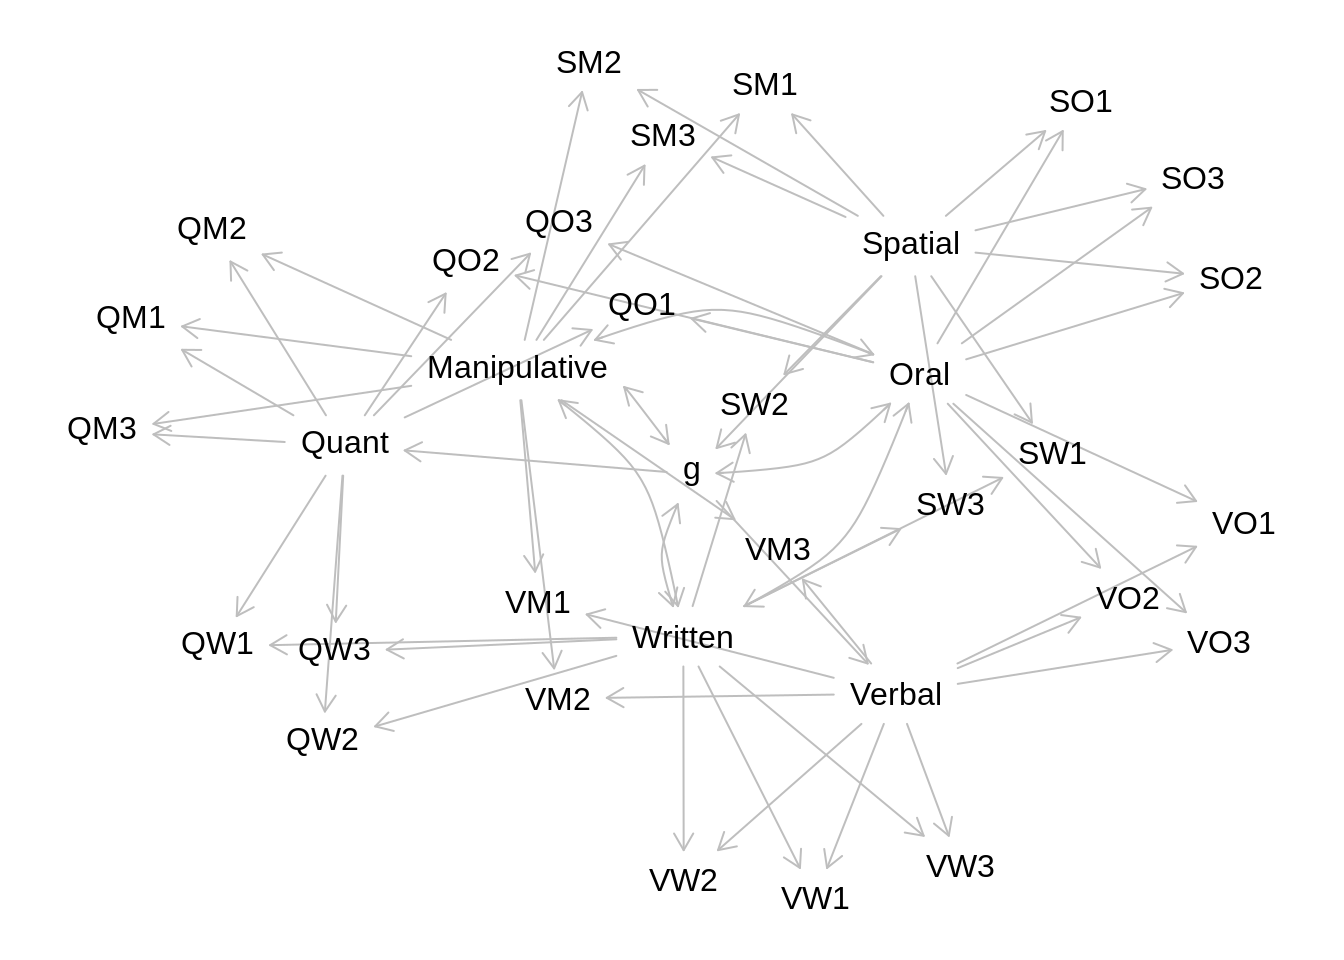 SM2
SM1
SO1
SM3
SO3
QO3
QM2
Spatial
QO2
SO2
QO1
QM1
Manipulative
Oral
SW2
QM3
Quant
SW1
g
SW3
VO1
VM3
VO2
VM1
Written
VO3
QW1
QW3
Verbal
VM2
QW2
VW3
VW2
VW1